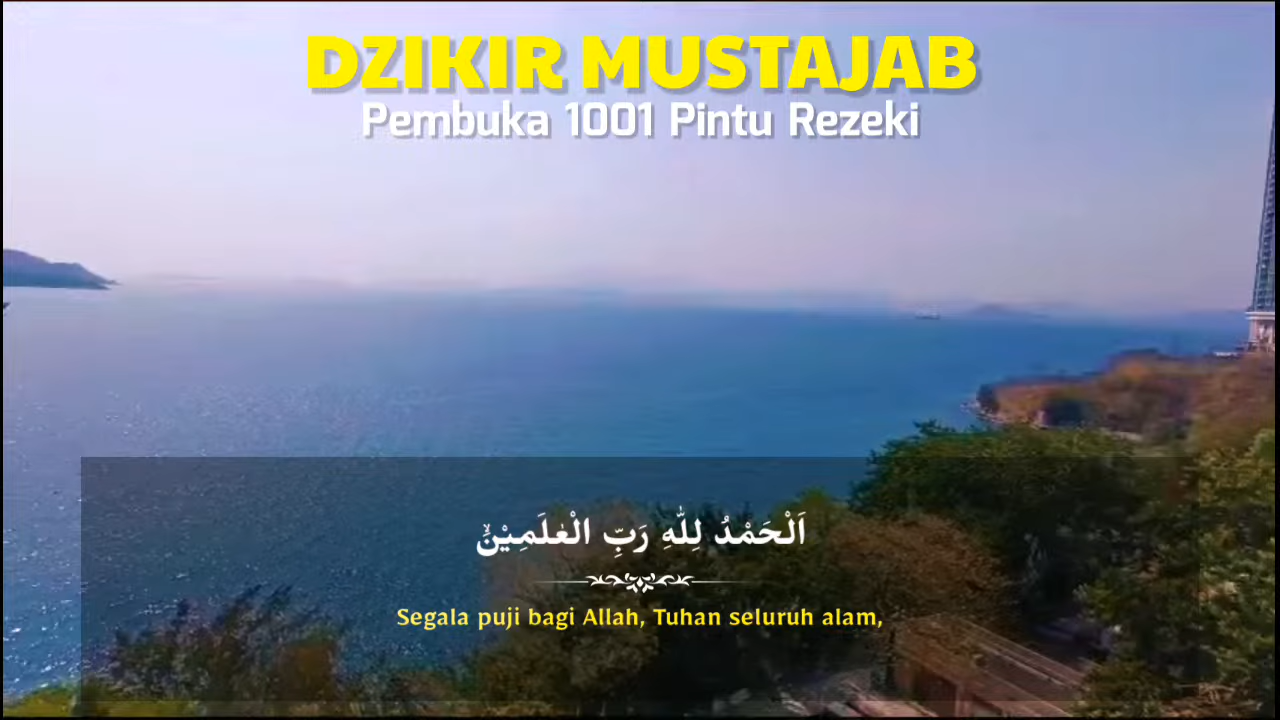 DZIKIR MUSTAJAB
Pembuka 1001 Pintu Rezeki
اَلْحَمْدُ لِلّٰهِ رَبِّ الْعٰلَمِيْنَۙ
Segala puji bagi Allah, Tuhan seluruh alam,